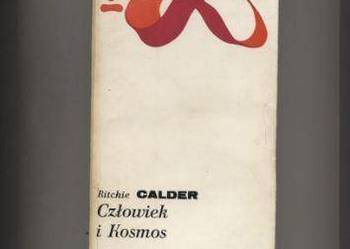 Ritchie CALDER
Człowiek
i Kosmos